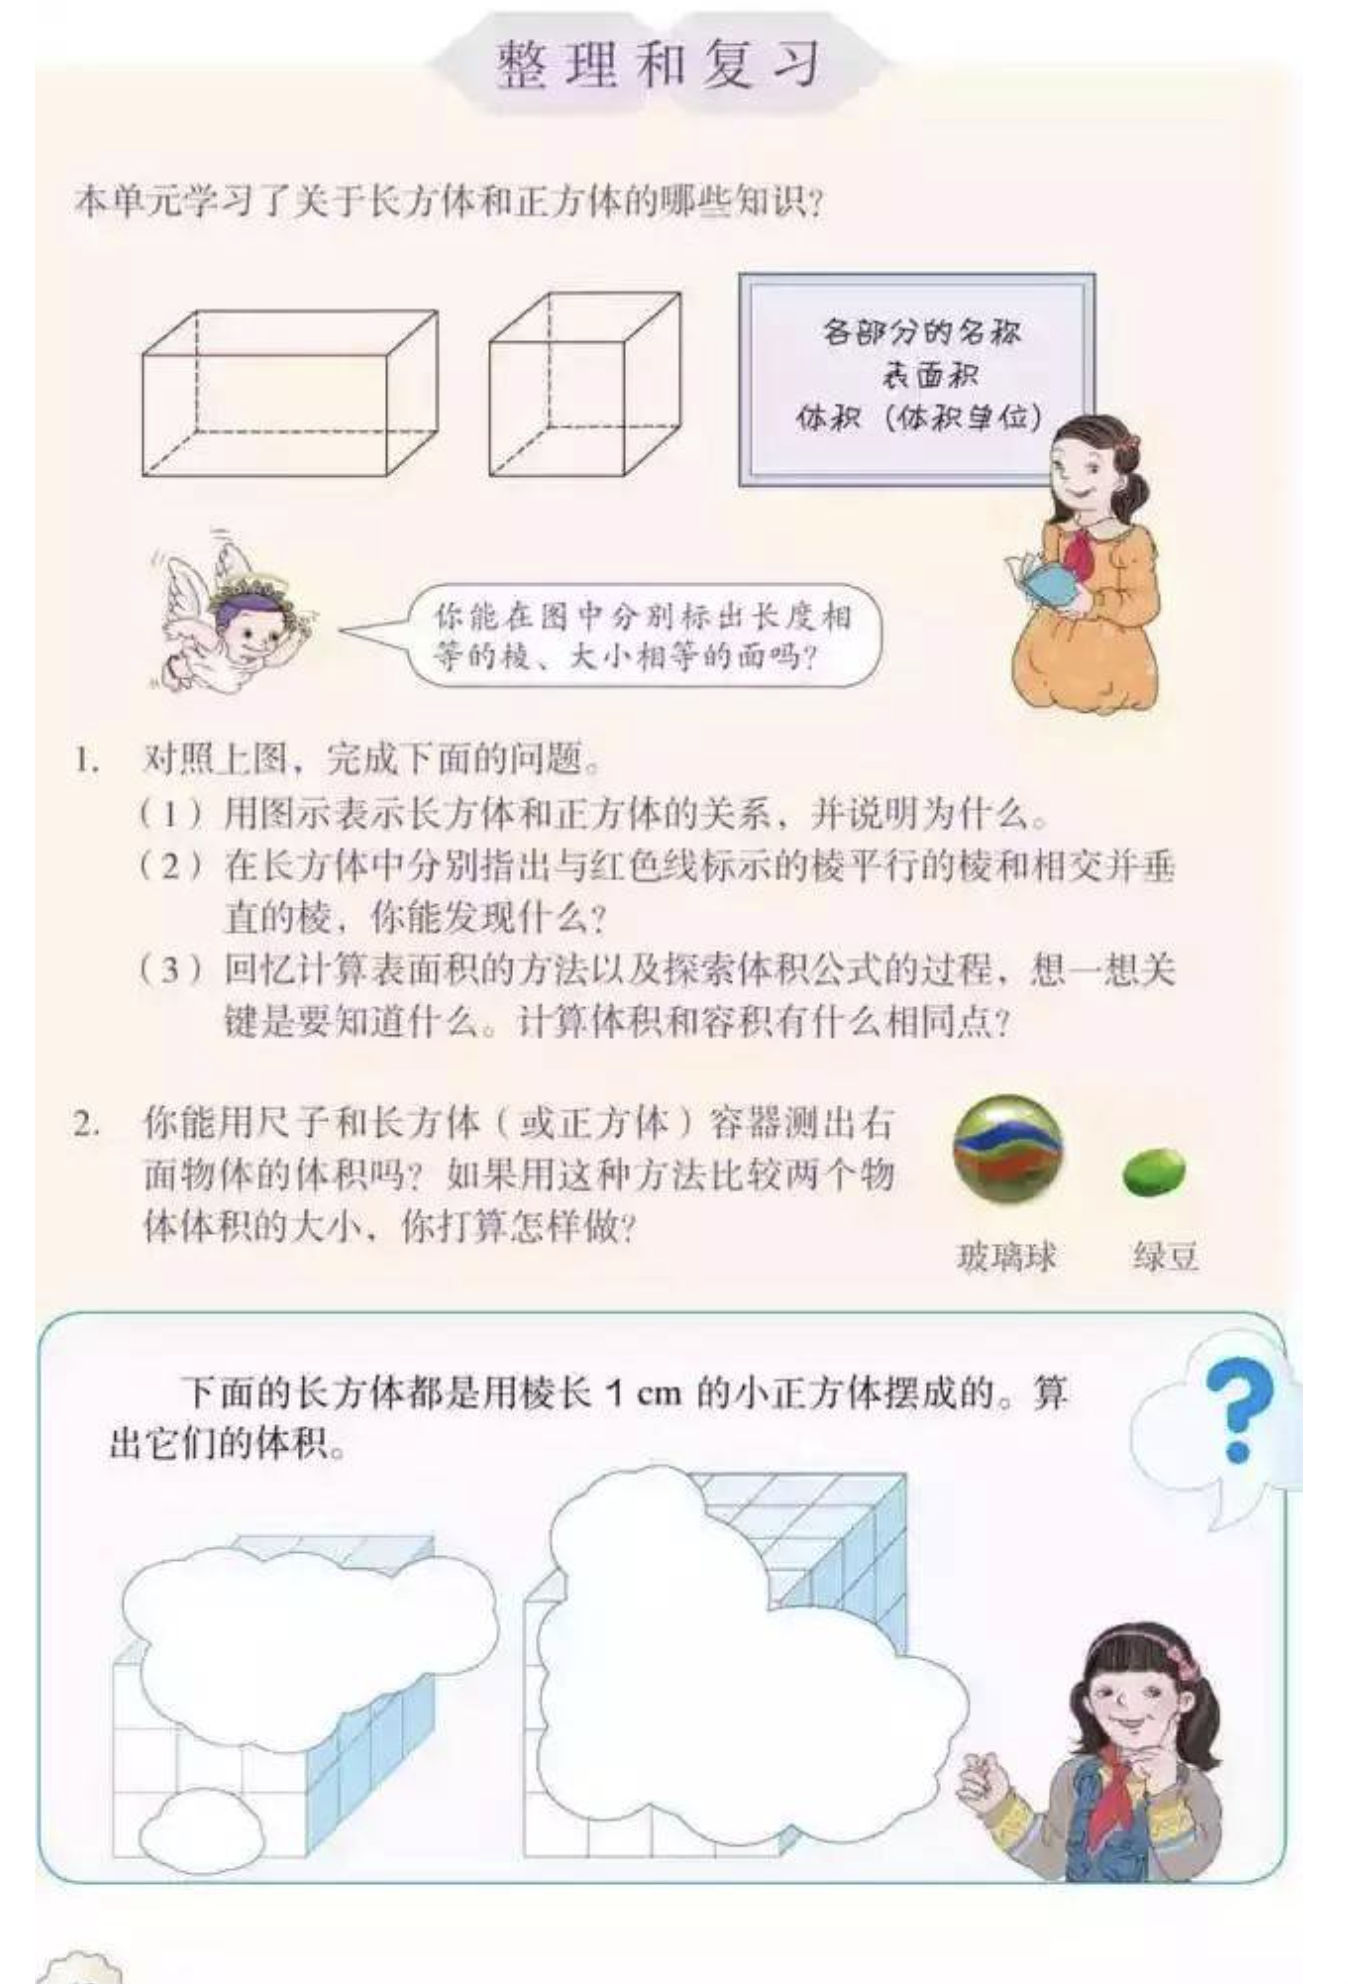 整理和复习
本单元学习了关于长方体和正方体的哪些知识?
各部分的名称
表面积
体积（体积单位）
你能在图中分别标出长度相
等的棱、大小相等的面吗?
1. 对照上图，完成下面的问题。
（1）用图示表示长方体和正方体的关系，并说明为什么。
（2）在长方体中分别指出与红色线标示的棱平行的棱和相交并垂
直的棱，你能发现什么?
（3）回忆计算表面积的方法以及探索体积公式的过程，想一想关
键是要知道什么。计算体积和容积有什么相同点?
2. 你能用尺子和长方体（或正方体）容器测出右
面物体的体积吗? 如果用这种方法比较两个物
体体积的大小，你打算怎样做?
玻璃球 绿豆
下面的长方体都是用棱长 1 cm 的小正方体摆成的。算
出它们的体积。
?